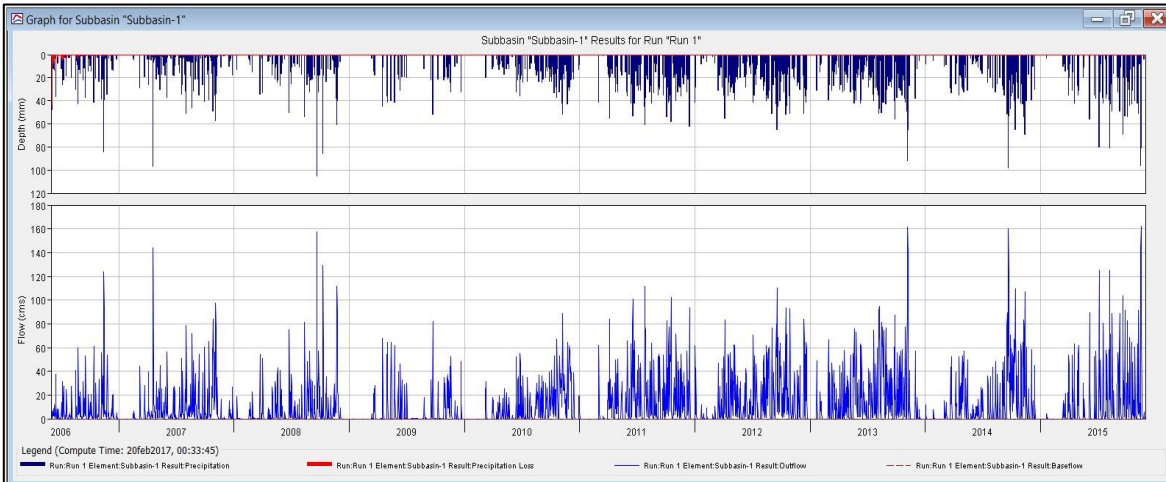 Graph for Subbasin "Subbasin-1"
Subbasin "Subbasin-1" Results for Run "Run 1"
0
20
40
60
80
100
120
Depth (mm)
180
160
140
120
100
80
60
40
20
0
Flow (cms)
2006 2007 2008 2009 2010 2011 2012 2013 2014 2015
Legend (Compute Time: 20feb2017, 00:33:45)
Run:Run 1 Element:Subbasin-1 Result:Precipitation Run:Run 1 Element:Subbasin-1 Result:Precipitation Loss Run:Run 1 Element:Subbasin-1 Result:Outflow Run:Run 1 Element:Subbasin-1 Result:Baseflow